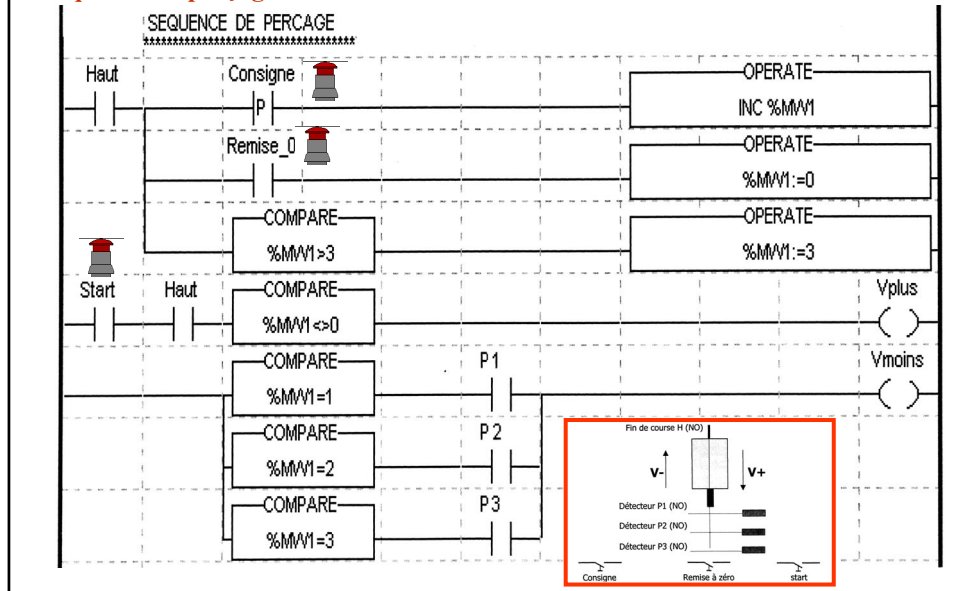 SEQUENCE DE PERCAGE
************************************
Haut Consigne OPERATE
P INC %MW1
Remise_0 OPERATE
%MW1:=0
COMPARE OPERATE
%MW1>3 %MW1:=3
Start Haut COMPARE Vplus
%MW1<>0
COMPARE P1 Vmoins
%MW1=1
COMPARE P2
%MW1=2
COMPARE P3
%MW1=3
Fin de course H (NO)
V- V+
Détecteur P1 (NO)
Détecteur P2 (NO)
Détecteur P3 (NO)
Consigne Remise à zéro start